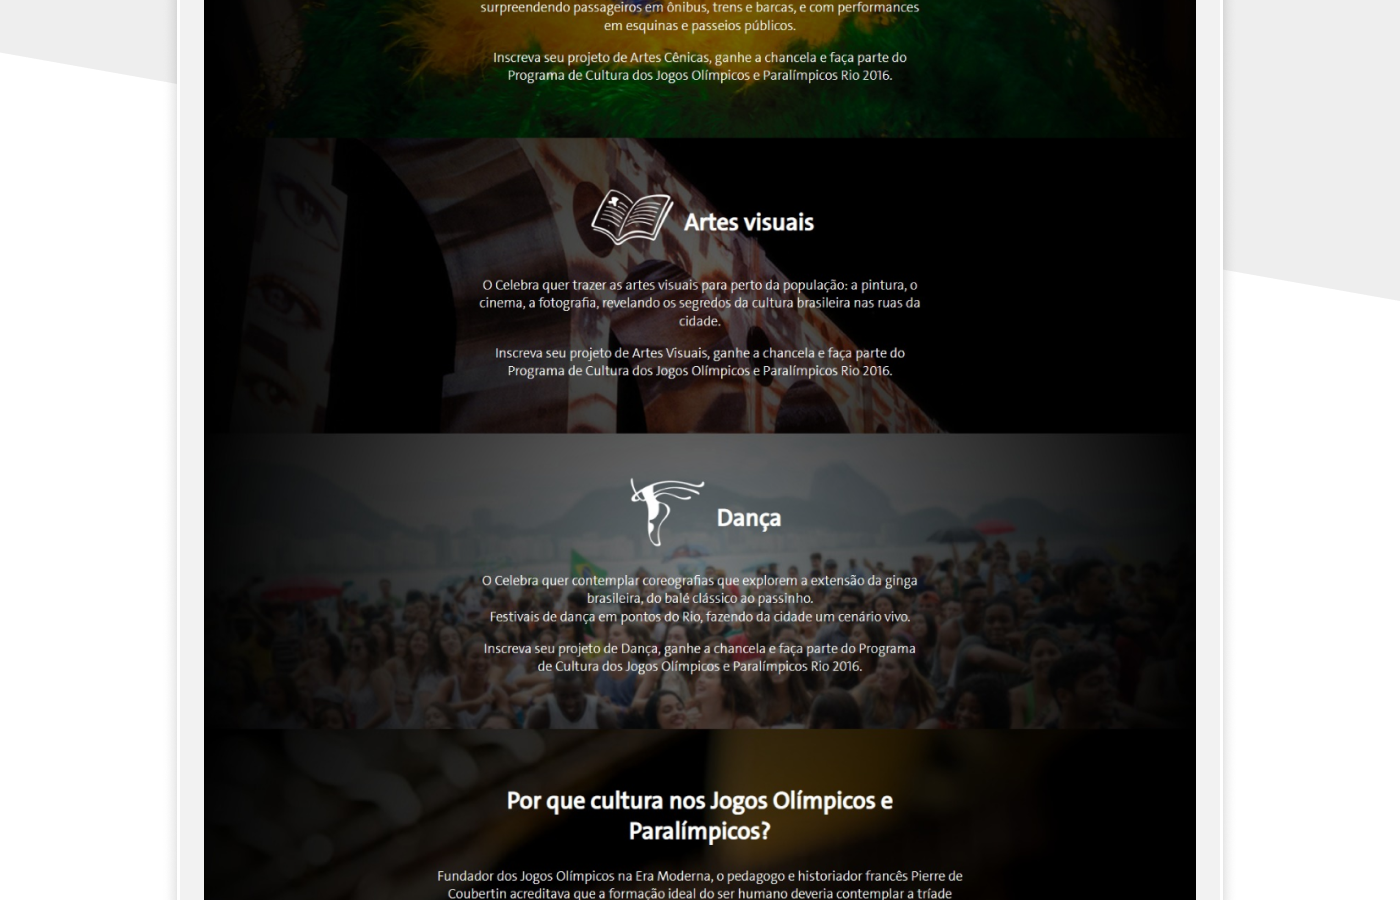 surpreendendo passageiros em ônibus, trens e barcas, e com performances
em esquinas e passeios públicos.
Inscreva seu projeto de Artes Cênicas, ganhe a chancela e faça parte do
Programa de Cultura dos Jogos Olímpicos e Paralímpicos Rio 2016.
Artes visuais
O Celebra quer trazer as artes visuais para perto da população: a pintura, o
cinema, a fotografia, revelando os segredos da cultura brasileira nas ruas da
cidade.
Inscreva seu projeto de Artes Visuais, ganhe a chancela e faça parte do
Programa de Cultura dos Jogos Olímpicos e Paralímpicos Rio 2016.
Dança
O Celebra quer contemplar coreografias que explorem a extensão da ginga
brasileira, do balé clássico ao passinho.
Festivais de dança em pontos do Rio, fazendo da cidade um cenário vivo.
Inscreva seu projeto de Dança, ganhe a chancela e faça parte do Programa
de Cultura dos Jogos Olímpicos e Paralímpicos Rio 2016.
Por que cultura nos Jogos Olímpicos e
Paralímpicos?
Fundador dos Jogos Olímpicos na Era Moderna, o pedagogo e historiador francês Pierre de
Coubertin acreditava que a formação ideal do ser humano deveria contemplar a tríade